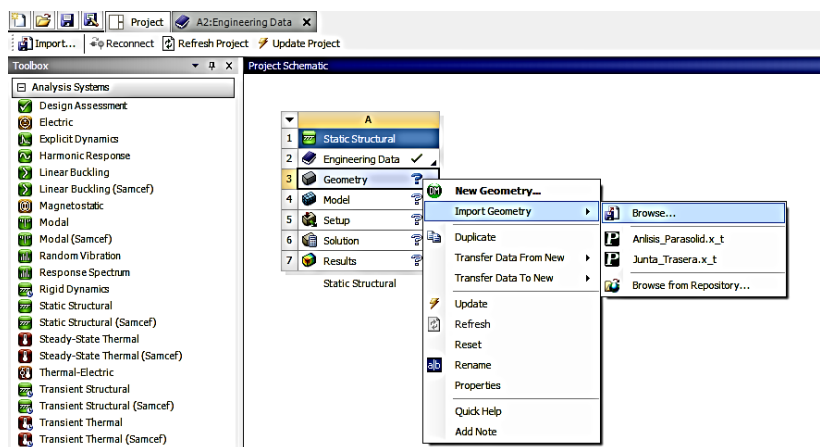 Project A2:Engineering Data X
Import... Reconnect Refresh Project Update Project
Toolbox X Project Schematic
Analysis Systems
Design Assessment
Electric
Explicit Dynamics
Harmonic Response
Linear Buckling
Linear Buckling (Samcef)
Magnetostatic
Modal
Modal (Samcef)
Random Vibration
Response Spectrum
Rigid Dynamics
Static Structural
Static Structural (Samcef)
Steady-State Thermal
Steady-State Thermal (Samcef)
Thermal-Electric
Transient Structural
Transient Structural (Samcef)
Transient Thermal
Transient Thermal (Samcef)
A
1 Static Structural
2 Engineering Data ✓
3 Geometry ?
4 Model ?
5 Setup ?
6 Solution ?
7 Results ?
Static Structural
New Geometry...
Import Geometry
Duplicate
Transfer Data From New
Transfer Data To New
Update
Refresh
Reset
Rename
Properties
Quick Help
Add Note
Browse...
Anlisis_Parasolid.x_t
Junta_Trasera.x_t
Browse from Repository...